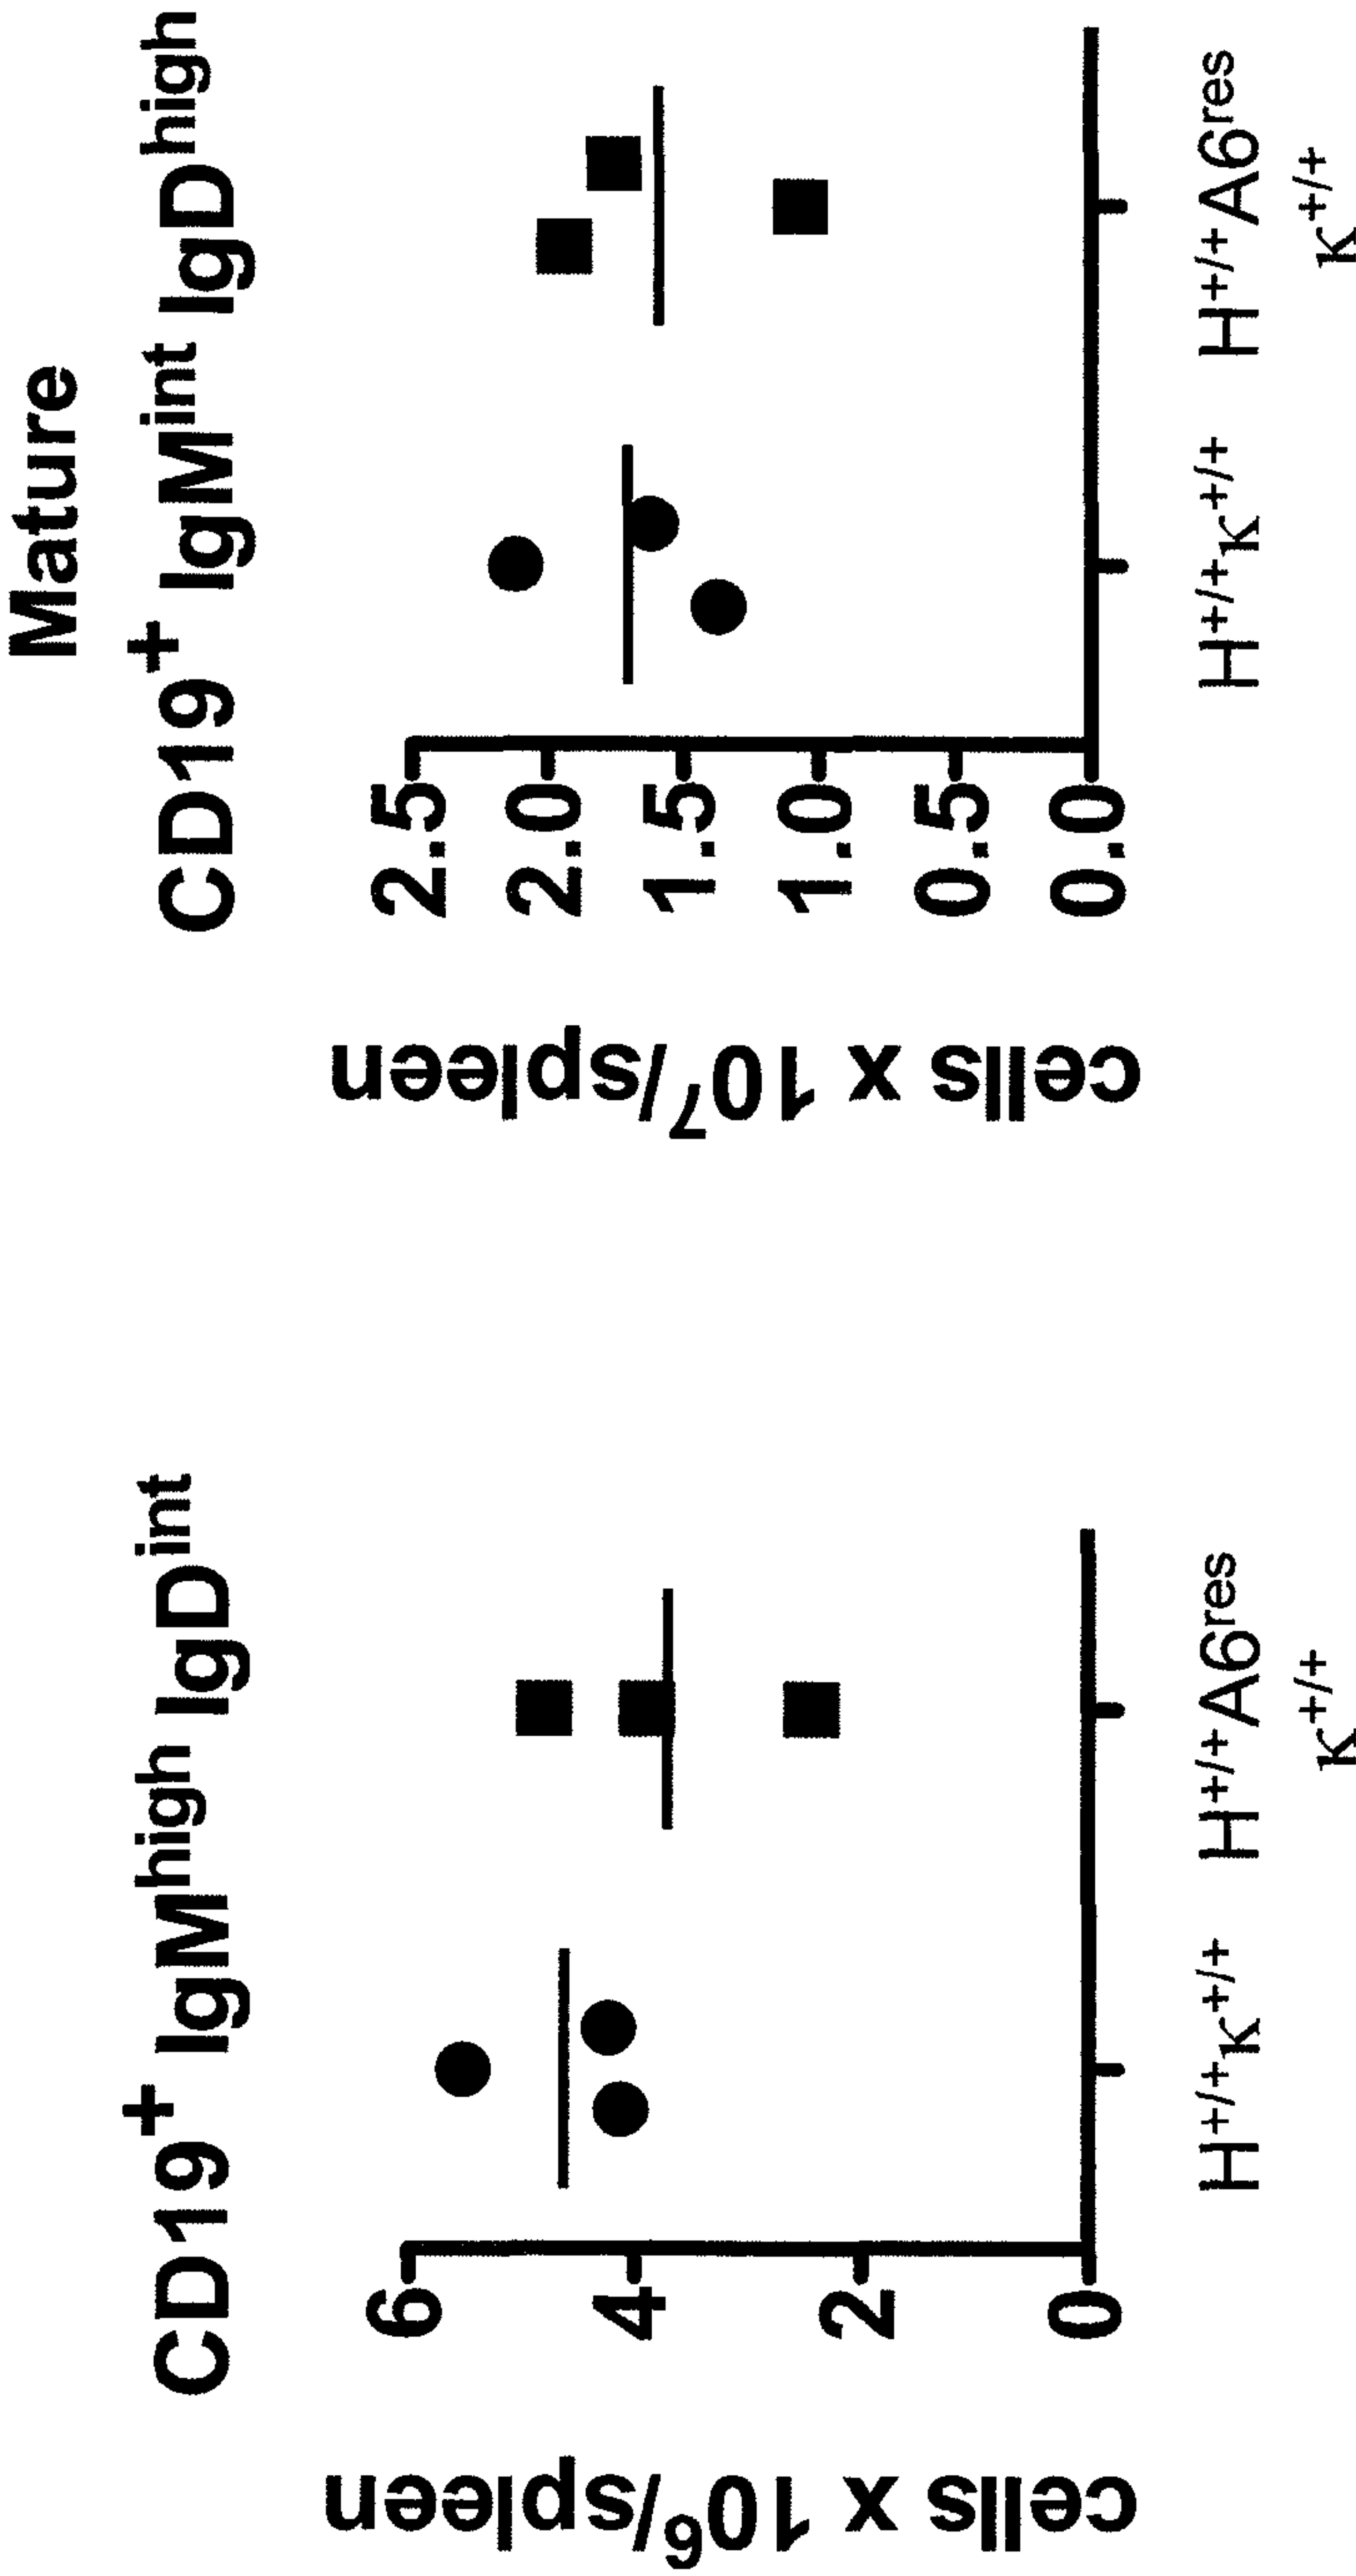 CD19⁺ IgMʰⁱᵍʰ IgDⁱⁿᵗ
cells x 10⁶/spleen
6
4
2
0
H⁺/⁺κ⁺/⁺
H⁺/⁺A6ʳᵉˢ
κ⁺/⁺
Mature
CD19⁺ IgMⁱⁿᵗ IgDʰⁱᵍʰ
cells x 10⁷/spleen
2.5
2.0
1.5
1.0
0.5
0.0
H⁺/⁺κ⁺/⁺
H⁺/⁺A6ʳᵉˢ
κ⁺/⁺